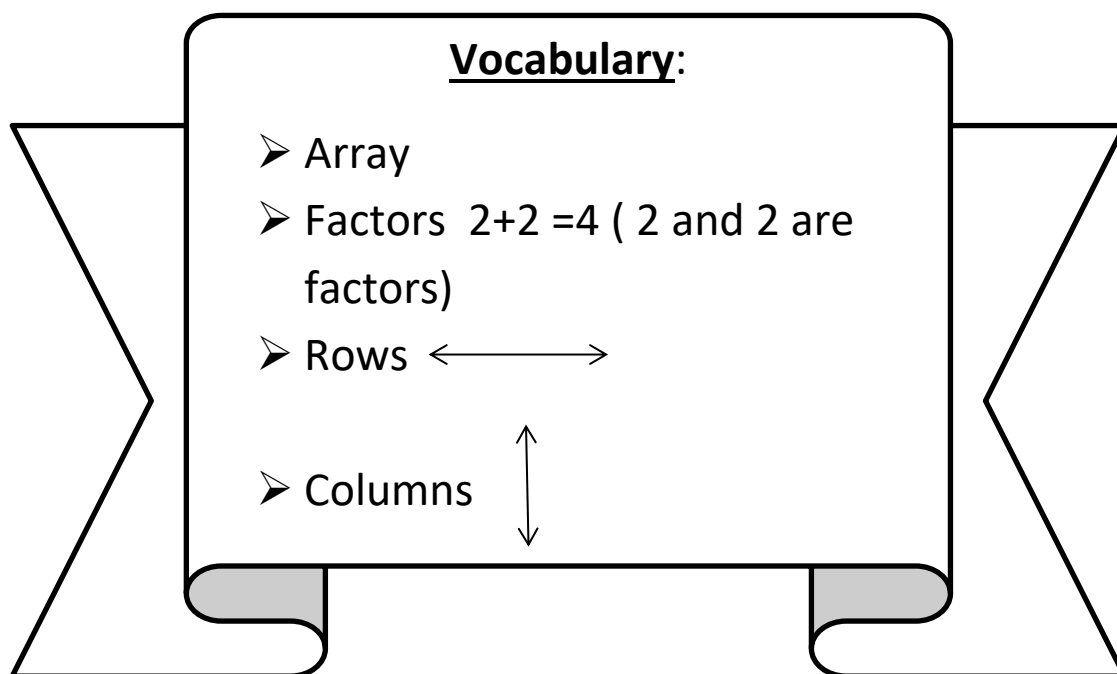 Vocabulary:
➢ Array
➢ Factors  2+2 =4 ( 2 and 2 are
factors)
➢ Rows
➢ Columns